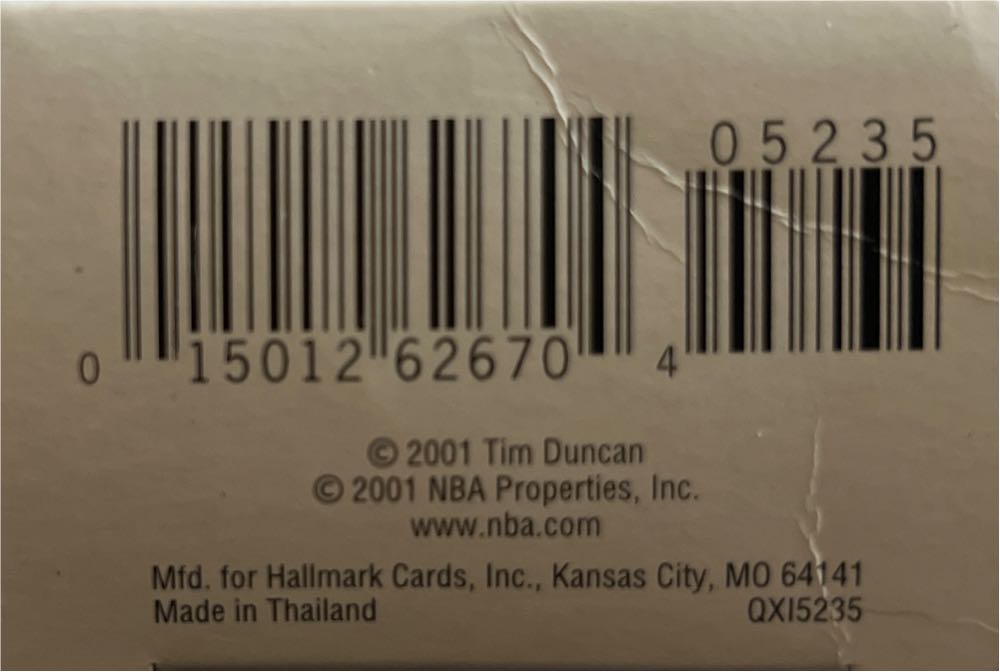 05235
0 15012 62670 4
© 2001 Tim Duncan
© 2001 NBA Properties, Inc.
www.nba.com
Mfd. for Hallmark Cards, Inc., Kansas City, MO 64141
Made in Thailand QXI5235